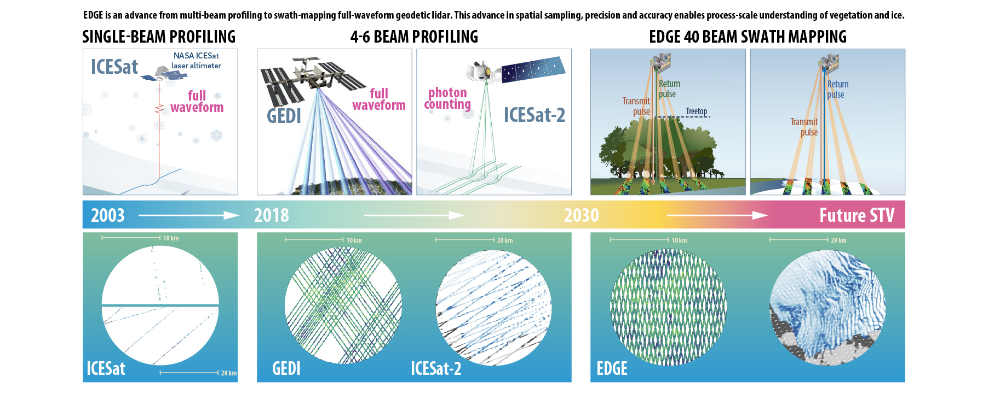 EDGE is an advance from multi-beam profiling to swath-mapping full-waveform geodetic lidar. This advance in spatial sampling, precision and accuracy enables process-scale understanding of vegetation and ice.
SINGLE-BEAM PROFILING
4-6 BEAM PROFILING
EDGE 40 BEAM SWATH MAPPING
ICESat
NASA ICESat
laser altimeter
full
waveform
GEDI
full
waveform
photon
counting
ICESat-2
Return
pulse
Transmit
pulse
Treetop
Return
pulse
Transmit
pulse
2003
2018
2030
Future STV
10 km
ICESat
20 km
10 km
GEDI
20 km
ICESat-2
10 km
20 km
EDGE